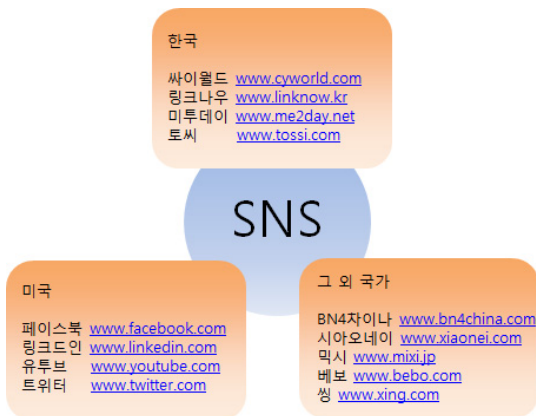 한국
싸이월드 www.cyworld.com
링크나우 www.linknow.kr
미투데이 www.me2day.net
토씨 www.tossi.com
SNS
미국
페이스북 www.facebook.com
링크드인 www.linkedin.com
유투브 www.youtube.com
트위터 www.twitter.com
그 외 국가
BN4차이나 www.bn4china.com
시아오네이 www.xiaonei.com
믹시 www.mixi.jp
베보 www.bebo.com
씽 www.xing.com